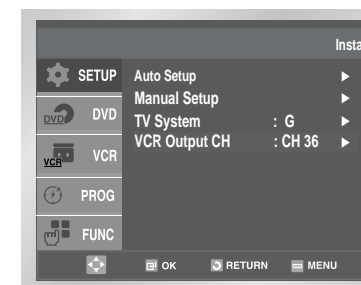 Insta
SETUP
Auto Setup
Manual Setup
DVD DVD
TV System : G
VCR Output CH : CH 36
VCR VCR
PROG
FUNC
OK RETURN MENU